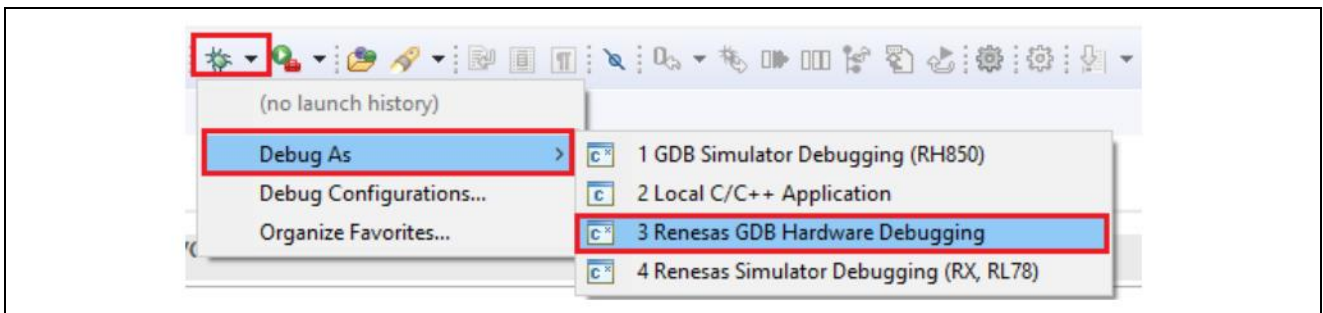 (no launch history)
Debug As
1 GDB Simulator Debugging (RH850)
Debug Configurations...
2 Local C/C++ Application
Organize Favorites...
3 Renesas GDB Hardware Debugging
4 Renesas Simulator Debugging (RX, RL78)